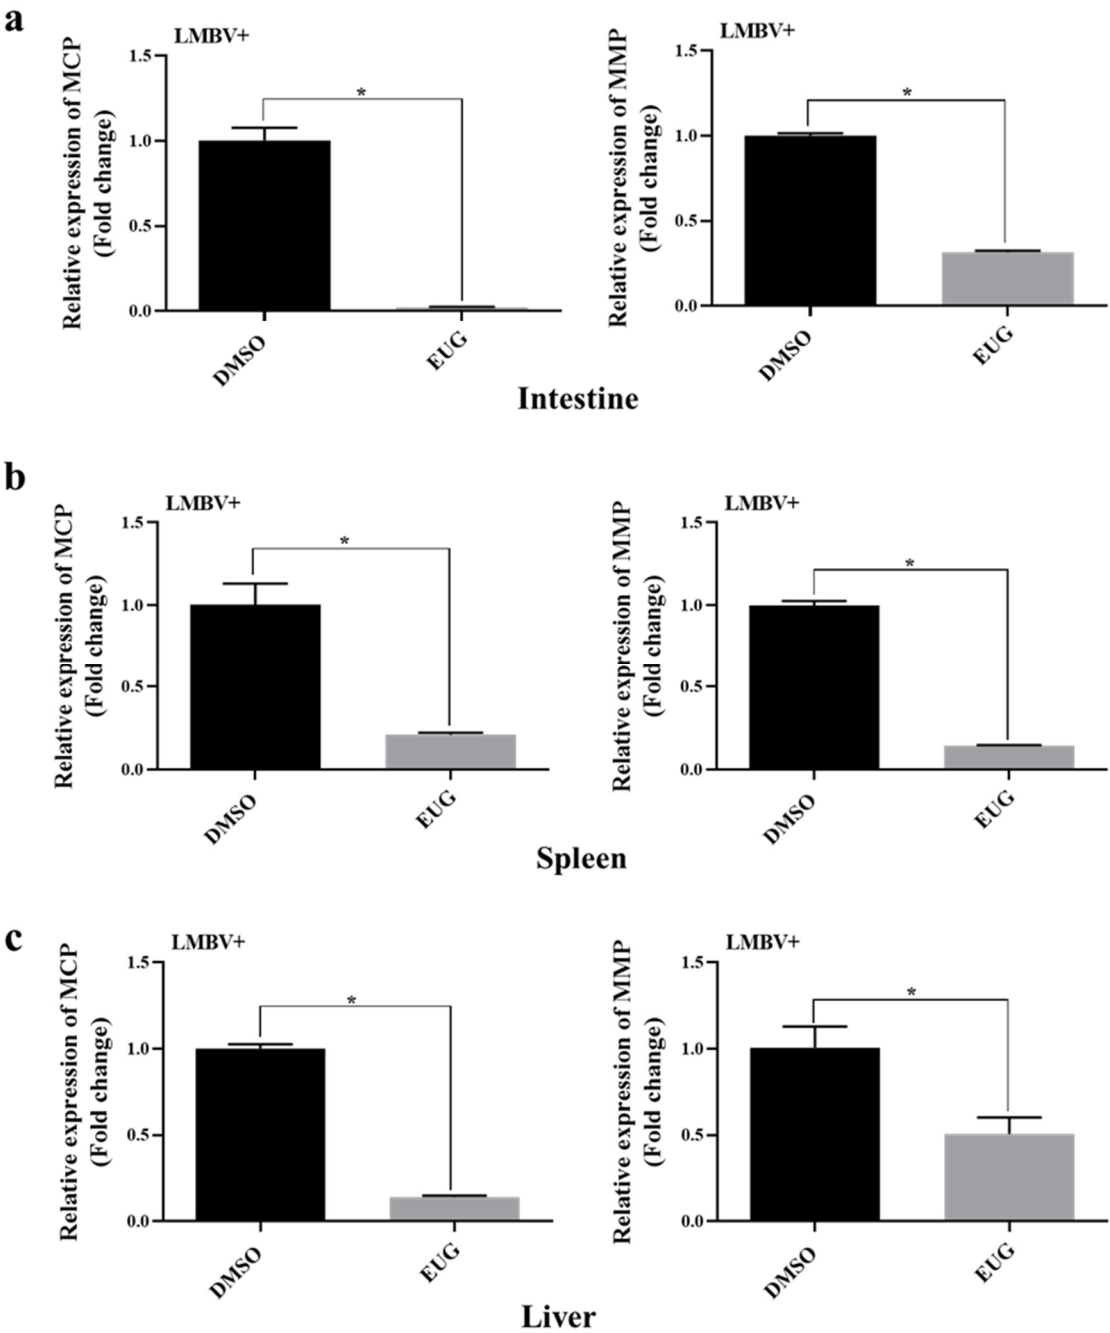 a
LMBV+
Relative expression of MCP
(Fold change)
1.5
1.0
0.5
0.0
DMSO
EUG
*
LMBV+
Relative expression of MMP
(Fold change)
1.5
1.0
0.5
0.0
DMSO
EUG
*
Intestine
b
LMBV+
Relative expression of MCP
(Fold change)
1.5
1.0
0.5
0.0
DMSO
EUG
*
LMBV+
Relative expression of MMP
(Fold change)
1.5
1.0
0.5
0.0
DMSO
EUG
*
Spleen
c
LMBV+
Relative expression of MCP
(Fold change)
1.5
1.0
0.5
0.0
DMSO
EUG
*
LMBV+
Relative expression of MMP
(Fold change)
1.5
1.0
0.5
0.0
DMSO
EUG
*
Liver